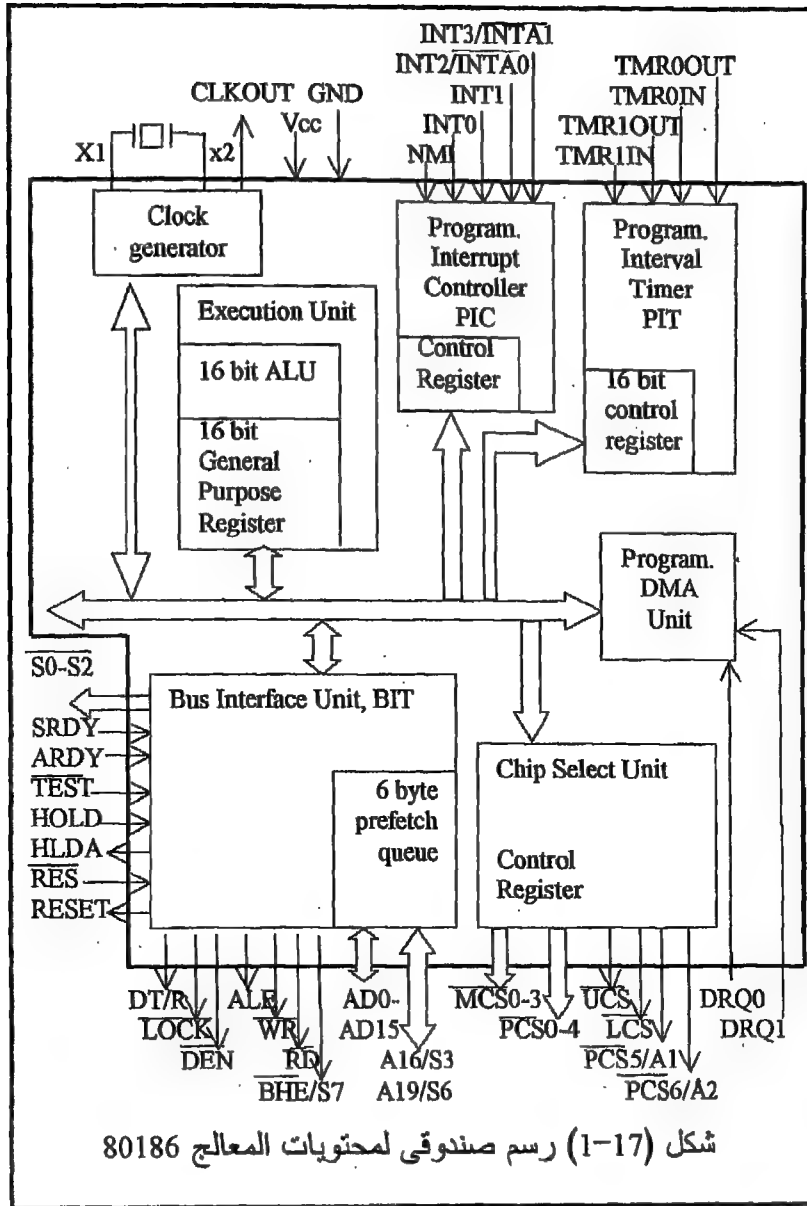 INT3/INTA1
INT2/INTA0
TMR0OUT
CLKOUT GND
INT1
TMR0IN
Vcc
INT0
TMR1OUT
X1
x2
NMI
TMR1IN
Clock
generator
Program.
Interrupt
Controller
PIC
Control
Register
Program.
Interval
Timer
PIT
16 bit
control
register
Execution Unit
16 bit ALU
16 bit
General
Purpose
Register
Program.
DMA
Unit
S0-S2
SRDY
ARDY
TEST
HOLD
HLDA
RES
RESET
Bus Interface Unit, BIT
6 byte
prefetch
queue
Chip Select Unit
Control
Register
DT/R
LOCK
DEN
ALE
WR
RD
BHE/S7
AD0-
AD15
A16/S3
A19/S6
MCS0-3
PCS0-4
UCS
LCS
PCS5/A1
PCS6/A2
DRQ0
DRQ1
شكل (1-17) رسم صندوقى لمحتويات المعالج 80186